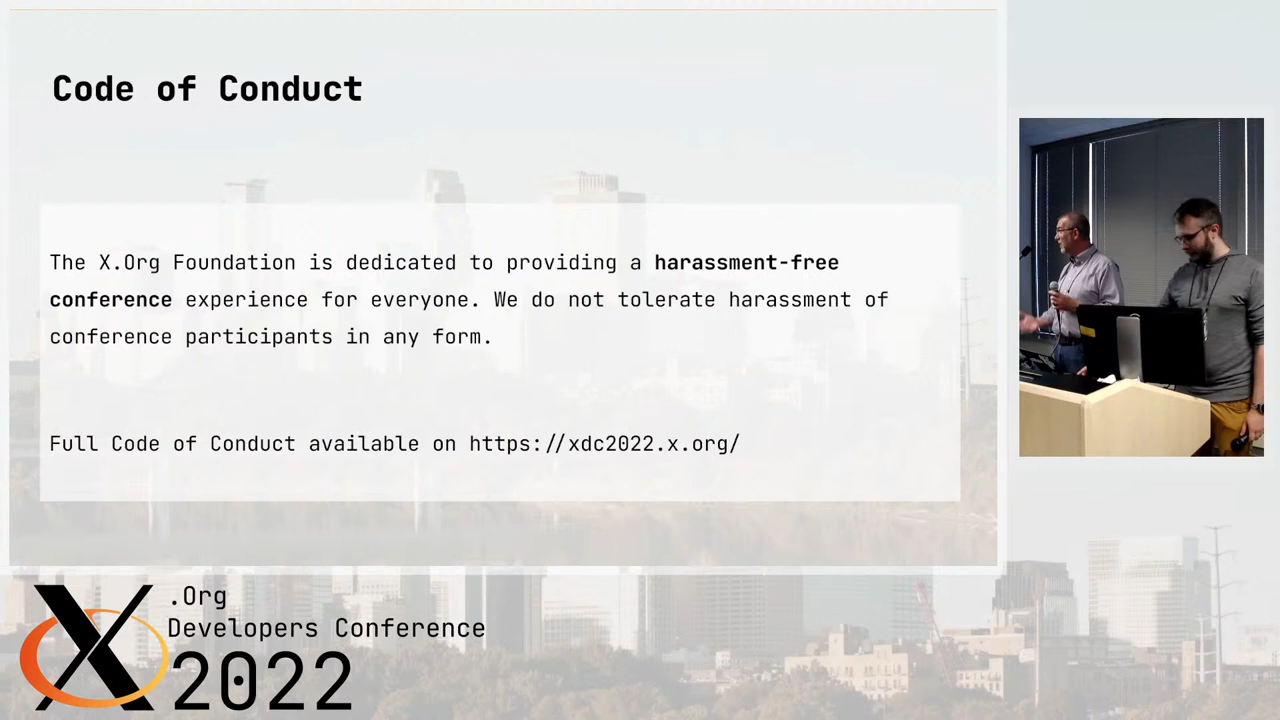 Code of Conduct
The X.Org Foundation is dedicated to providing a harassment-free
conference experience for everyone. We do not tolerate harassment of
conference participants in any form.
Full Code of Conduct available on https://xdc2022.x.org/
.Org
Developers Conference
2022